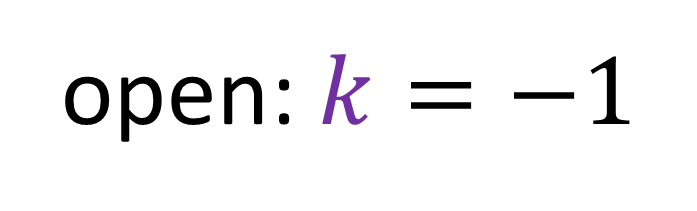 open: k = −1